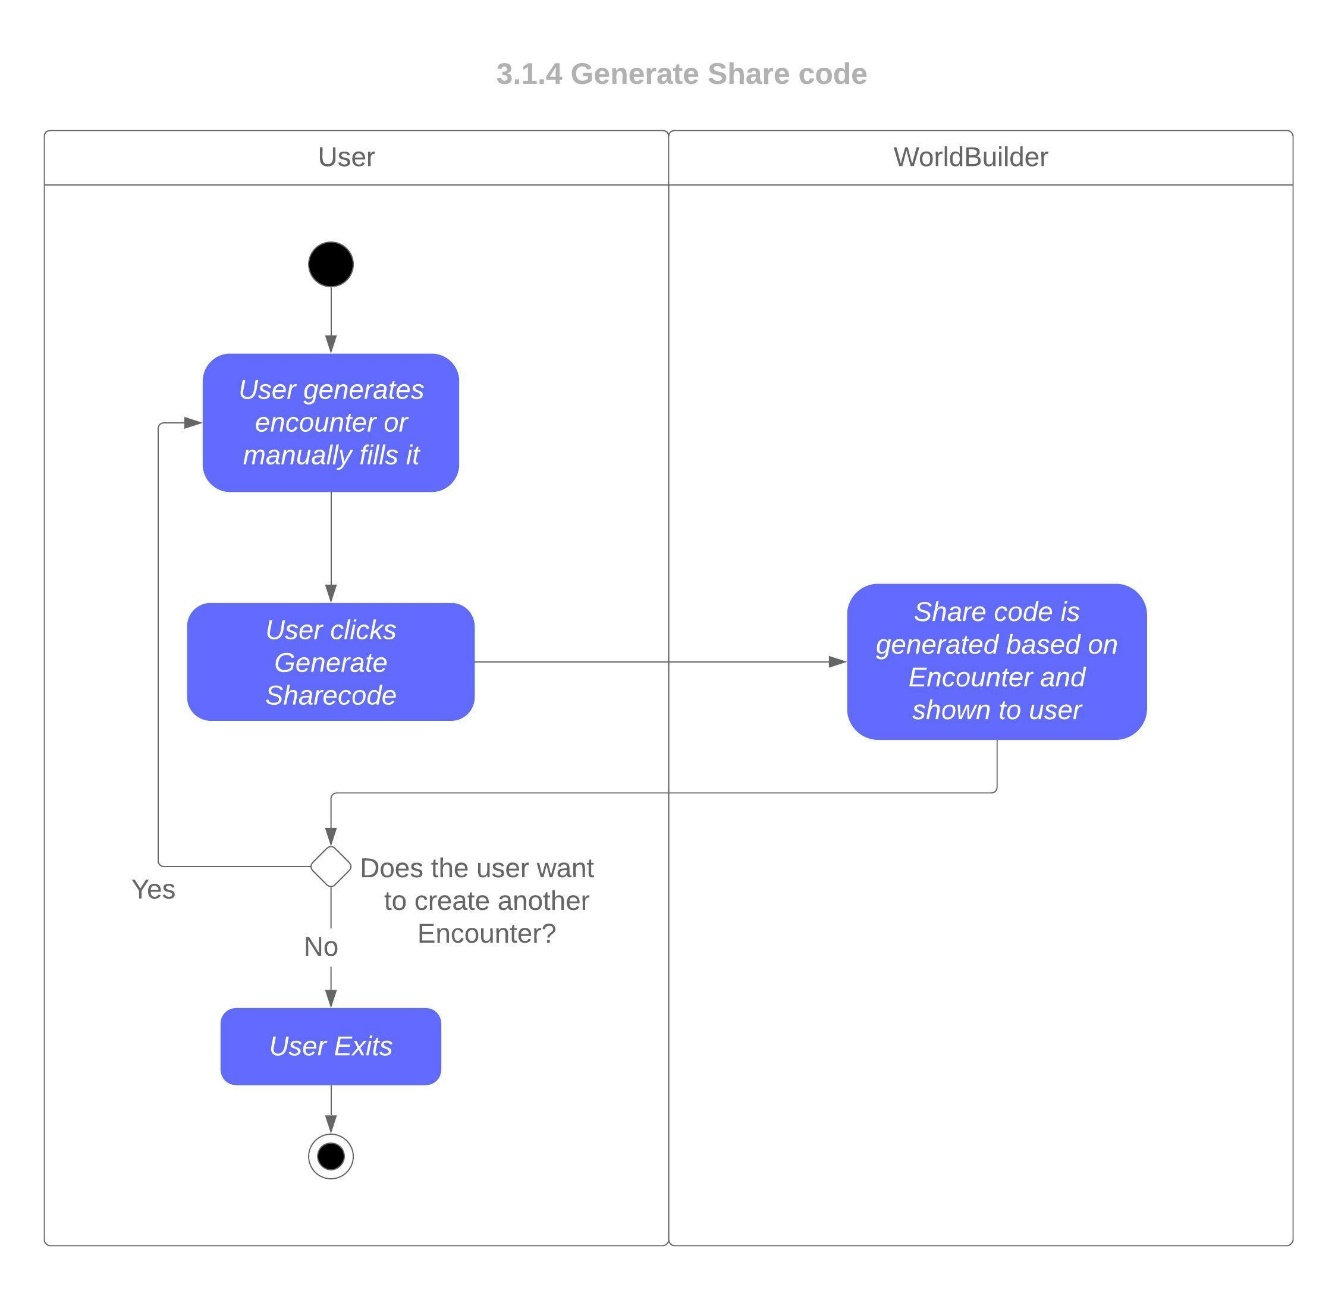 3.1.4 Generate Share code
User
WorldBuilder
User generates
encounter or
manually fills it
User clicks
Generate
Sharecode
Share code is
generated based on
Encounter and
shown to user
Does the user want
to create another
Encounter?
Yes
No
User Exits